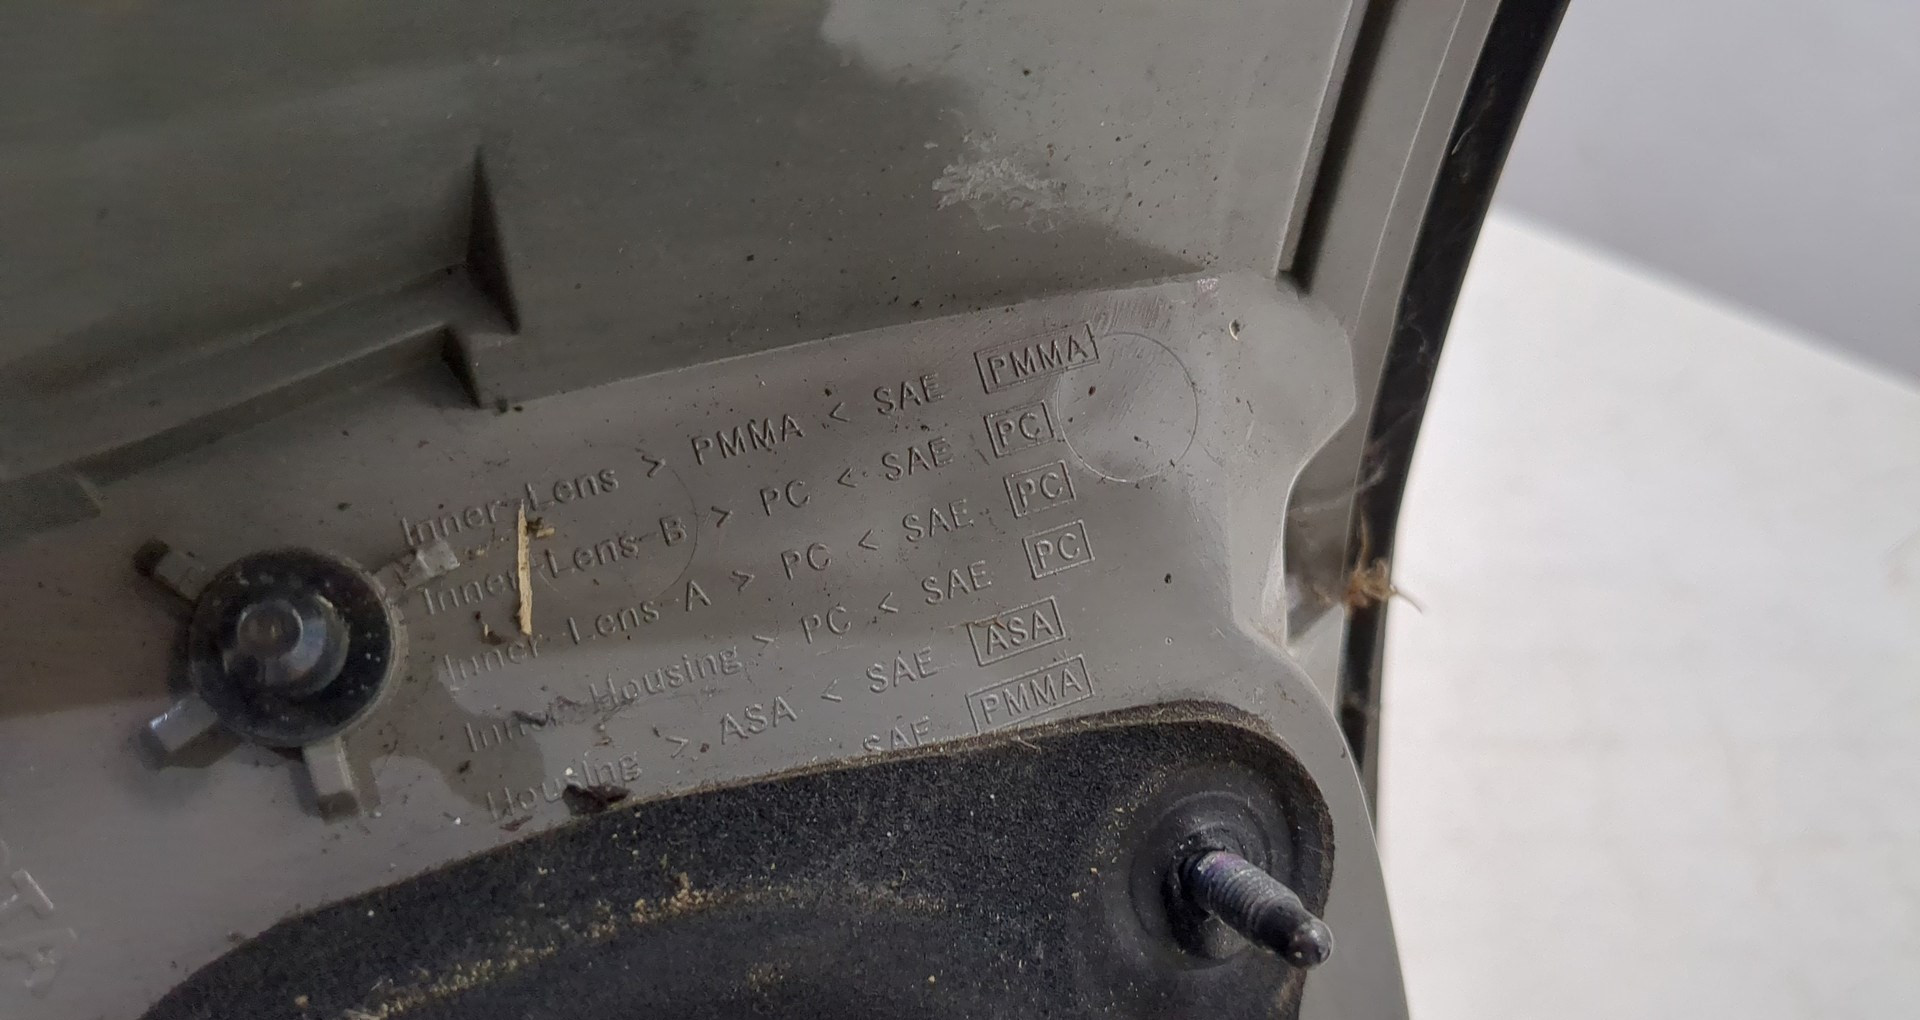 Inner Lens > PMMA < SAE PMMA
Inner Lens B > PC < SAE PC
Inner Lens A > PC < SAE PC
Inner Housing > PC < SAE PC
Housing > ASA < SAE ASA
SAE PMMA